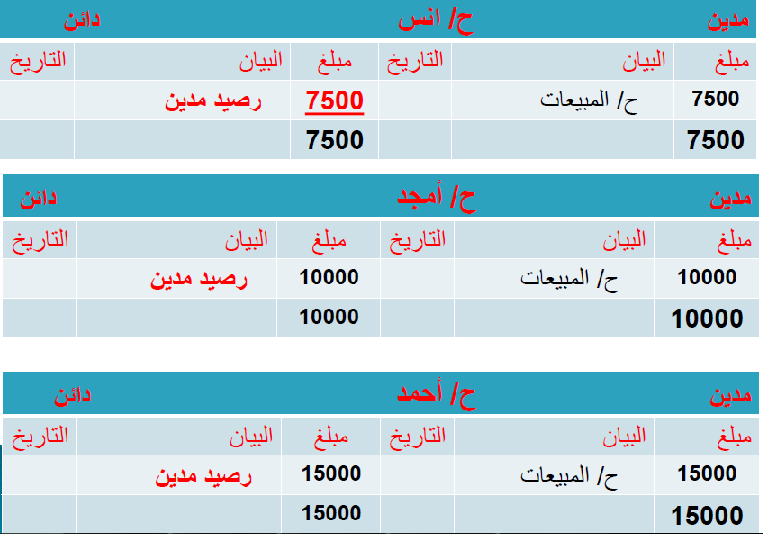 مدين ح/ انس دائن
مبلغ البيان التاريخ مبلغ البيان التاريخ
7500 ح/ المبيعات 7500 رصيد مدين
7500 7500
مدين ح/ أمجد دائن
مبلغ البيان التاريخ مبلغ البيان التاريخ
10000 ح/ المبيعات 10000 رصيد مدين
10000 10000
مدين ح/ أحمد دائن
مبلغ البيان التاريخ مبلغ البيان التاريخ
15000 ح/ المبيعات 15000 رصيد مدين
15000 15000